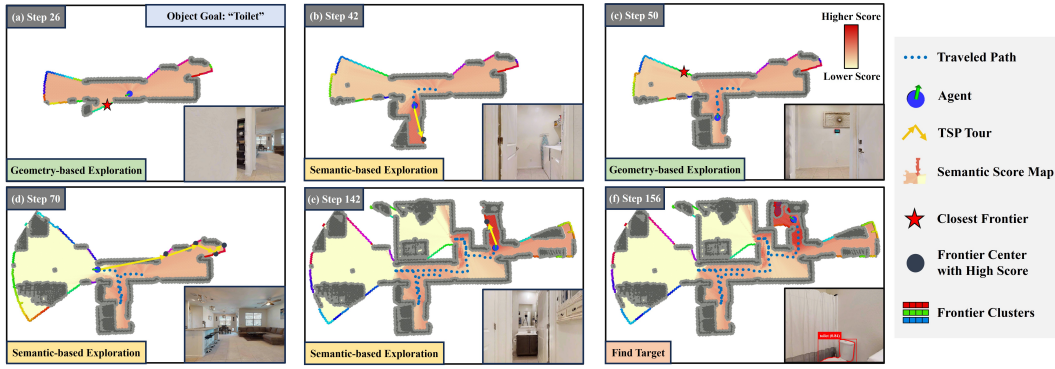 (a) Step 26
Object Goal: “Toilet”
Geometry-based Exploration
(b) Step 42
Semantic-based Exploration
(c) Step 50
Higher Score
Lower Score
Geometry-based Exploration
(d) Step 70
Semantic-based Exploration
(e) Step 142
Semantic-based Exploration
(f) Step 156
Find Target
Traveled Path
Agent
TSP Tour
Semantic Score Map
Closest Frontier
Frontier Center
with High Score
Frontier Clusters